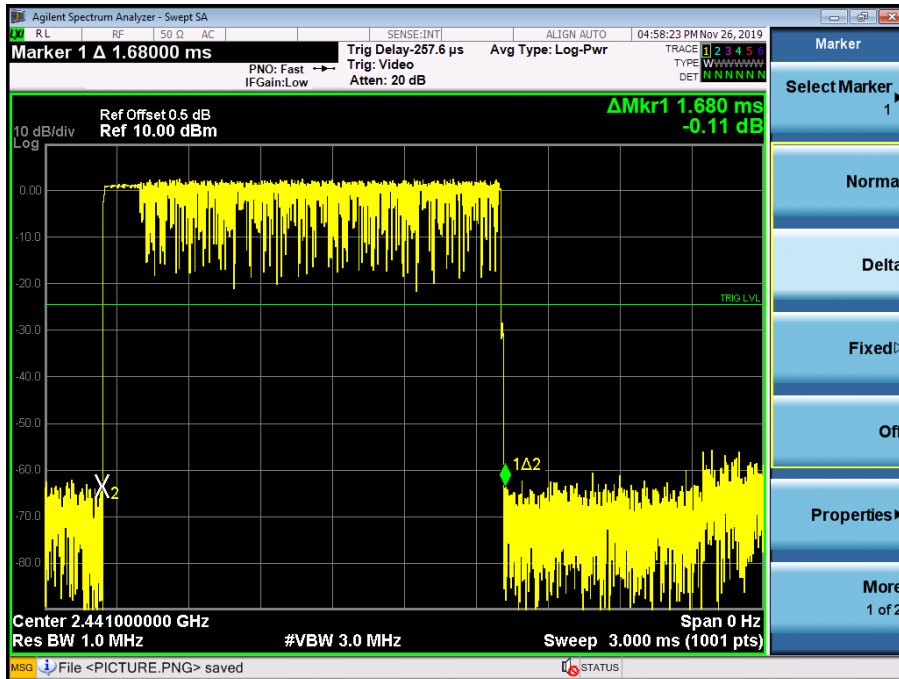 Agilent Spectrum Analyzer - Swept SA
LXI RL RF 50 Ω AC SENSE:INT ALIGN AUTO 04:58:23 PM Nov 26, 2019
Marker 1 Δ 1.68000 ms
PNO: Fast
IFGain:Low
Trig Delay-257.6 µs
Trig: Video
Atten: 20 dB
Avg Type: Log-Pwr
TRACE 1 2 3 4 5 6
TYPE WWWWWW
DET N N N N N N
ΔMkr1 1.680 ms
-0.11 dB
Ref Offset 0.5 dB
10 dB/div Ref 10.00 dBm
Log
0.00
-10.0
-20.0
TRIG LVL
-30.0
-40.0
-50.0
-60.0
1Δ2
2
-70.0
-80.0
Center 2.441000000 GHz Span 0 Hz
Res BW 1.0 MHz #VBW 3.0 MHz Sweep 3.000 ms (1001 pts)
MSG File <PICTURE.PNG> saved STATUS
Marker
Select Marker
1
Norma
Delta
Fixed
Off
Properties
More
1 of 2